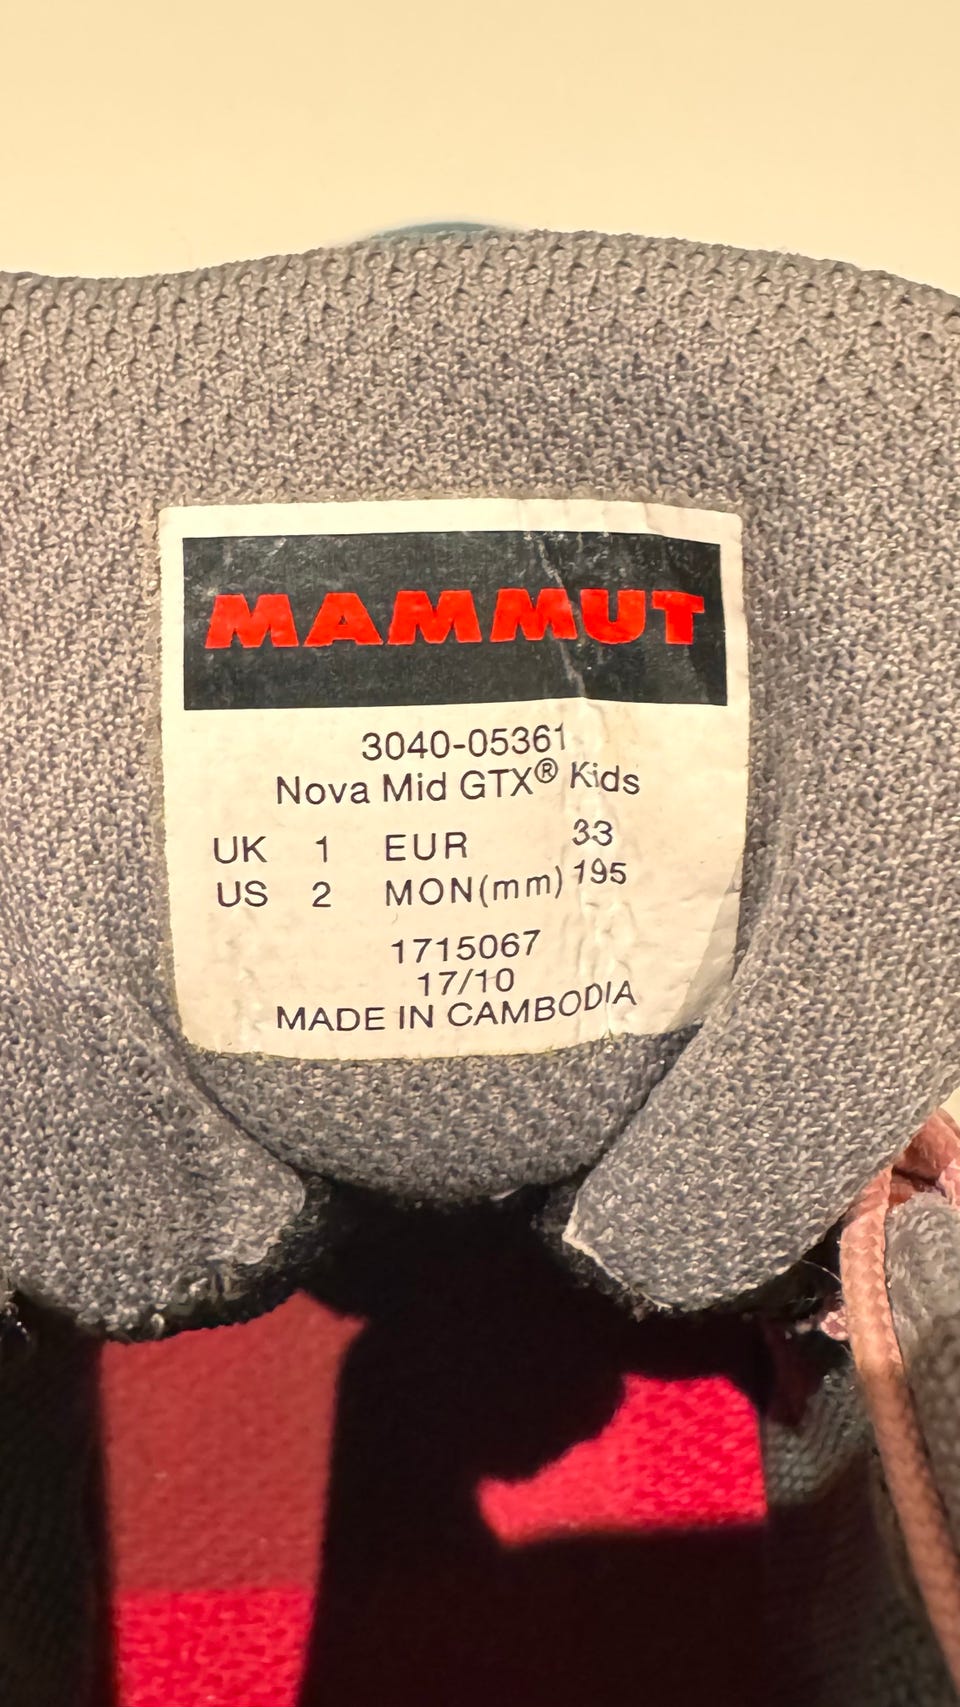 MAMMUT
3040-05361
Nova Mid GTX® Kids
UK 1 EUR 33
US 2 MON(mm) 195
1715067
17/10
MADE IN CAMBODIA